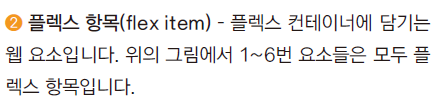 ❷ 플렉스 항목(flex item) - 플렉스 컨테이너에 담기는
웹 요소입니다. 위의 그림에서 1~6번 요소들은 모두 플
렉스 항목입니다.